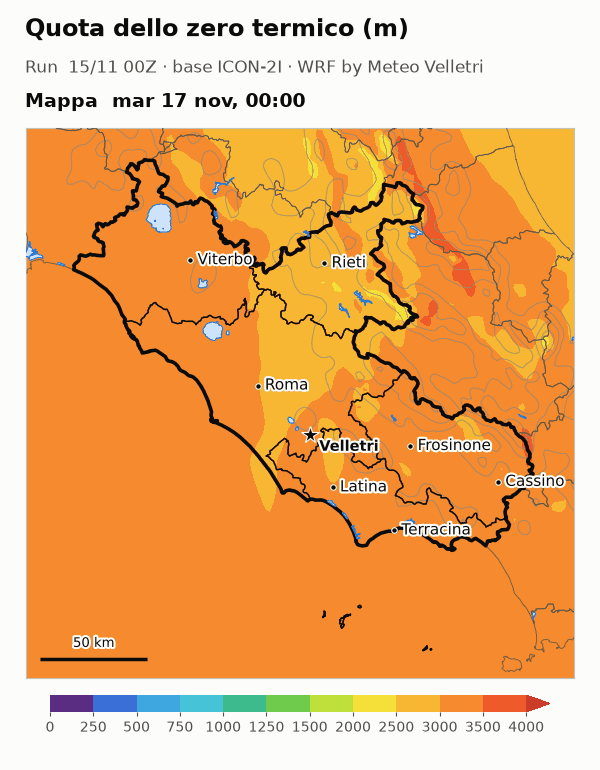 Quota dello zero termico (m)
Run  15/11 00Z · base ICON-2I · WRF by Meteo Velletri
Mappa  mar 17 nov, 00:00
Viterbo
Rieti
Roma
Velletri
Frosinone
Cassino
Latina
Terracina
50 km
0 250 500 750 1000 1250 1500 2000 2500 3000 3500 4000